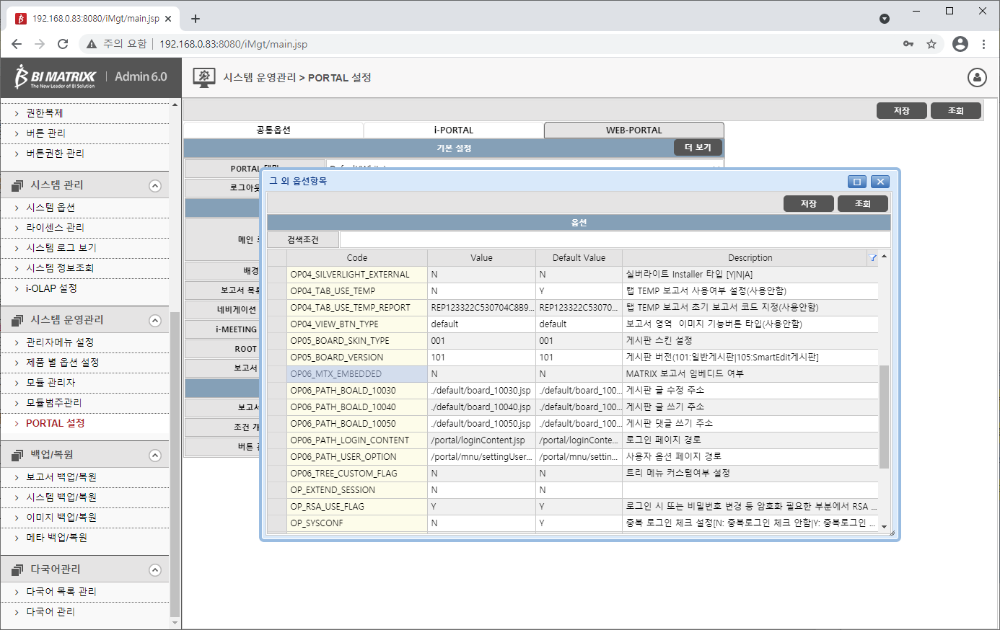 192.168.0.83:8080/iMgt/main.jsp
주의 요함 192.168.0.83:8080/iMgt/main.jsp
BI MATRIX Admin 6.0
The New Leader of BI Solution
시스템 운영관리 > PORTAL 설정
권한복제
버튼 관리
버튼권한 관리
시스템 관리
시스템 옵션
라이센스 관리
시스템 로그 보기
시스템 정보조회
i-OLAP 설정
시스템 운영관리
관리자메뉴 설정
제품 별 옵션 설정
모듈 관리자
모듈범주관리
PORTAL 설정
백업/복원
보고서 백업/복원
시스템 백업/복원
이미지 백업/복원
메타 백업/복원
다국어관리
다국어 목록 관리
다국어 관리
저장 조회
공통옵션 i-PORTAL WEB-PORTAL
기본 설정 더 보기
PORTAL
메인
배경
보고서
네비게이션
i-MEETING
ROOT
보고서
조건
버튼
그 외 옵션항목
저장 조회
옵션
검색조건
Code Value Default Value Description
OP04_SILVERLIGHT_EXTERNAL N N 실버라이트 Installer 타입 [Y|N|A]
OP04_TAB_USE_TEMP N Y 탭 TEMP 보고서 사용여부 설정(사용안함)
OP04_TAB_USE_TEMP_REPORT REP123322C530704C8B9... REP123322C53070... 탭 TEMP 보고서 초기 보고서 코드 지정(사용안함)
OP04_VIEW_BTN_TYPE default default 보고서 영역 이미지 기능버튼 타입(사용안함)
OP05_BOARD_SKIN_TYPE 001 001 게시판 스킨 설정
OP05_BOARD_VERSION 101 101 게시판 버전(101:일반게시판|105:SmartEdit게시판]
OP06_MTX_EMBEDDED N N MATRIX 보고서 임베디드 여부
OP06_PATH_BOALD_10030 ./default/board_10030.jsp ./default/board_100... 게시판 글 수정 주소
OP06_PATH_BOALD_10040 ./default/board_10040.jsp ./default/board_100... 게시판 글 쓰기 주소
OP06_PATH_BOALD_10050 ./default/board_10050.jsp ./default/board_100... 게시판 댓글 쓰기 주소
OP06_PATH_LOGIN_CONTENT /portal/loginContent.jsp /portal/loginConte... 로그인 페이지 경로
OP06_PATH_USER_OPTION /portal/mnu/settingUser... /portal/mnu/settin... 사용자 옵션 페이지 경로
OP06_TREE_CUSTOM_FLAG N N 트리 메뉴 커스텀여부 설정
OP_EXTEND_SESSION N N
OP_RSA_USE_FLAG Y Y 로그인 시 또는 비밀번호 변경 등 암호화 필요한 부분에서 RSA ...
OP_SYSCONF N Y 중복 로그인 체크 설정[N: 중복로그인 체크 안함|Y: 중복로그인 ...